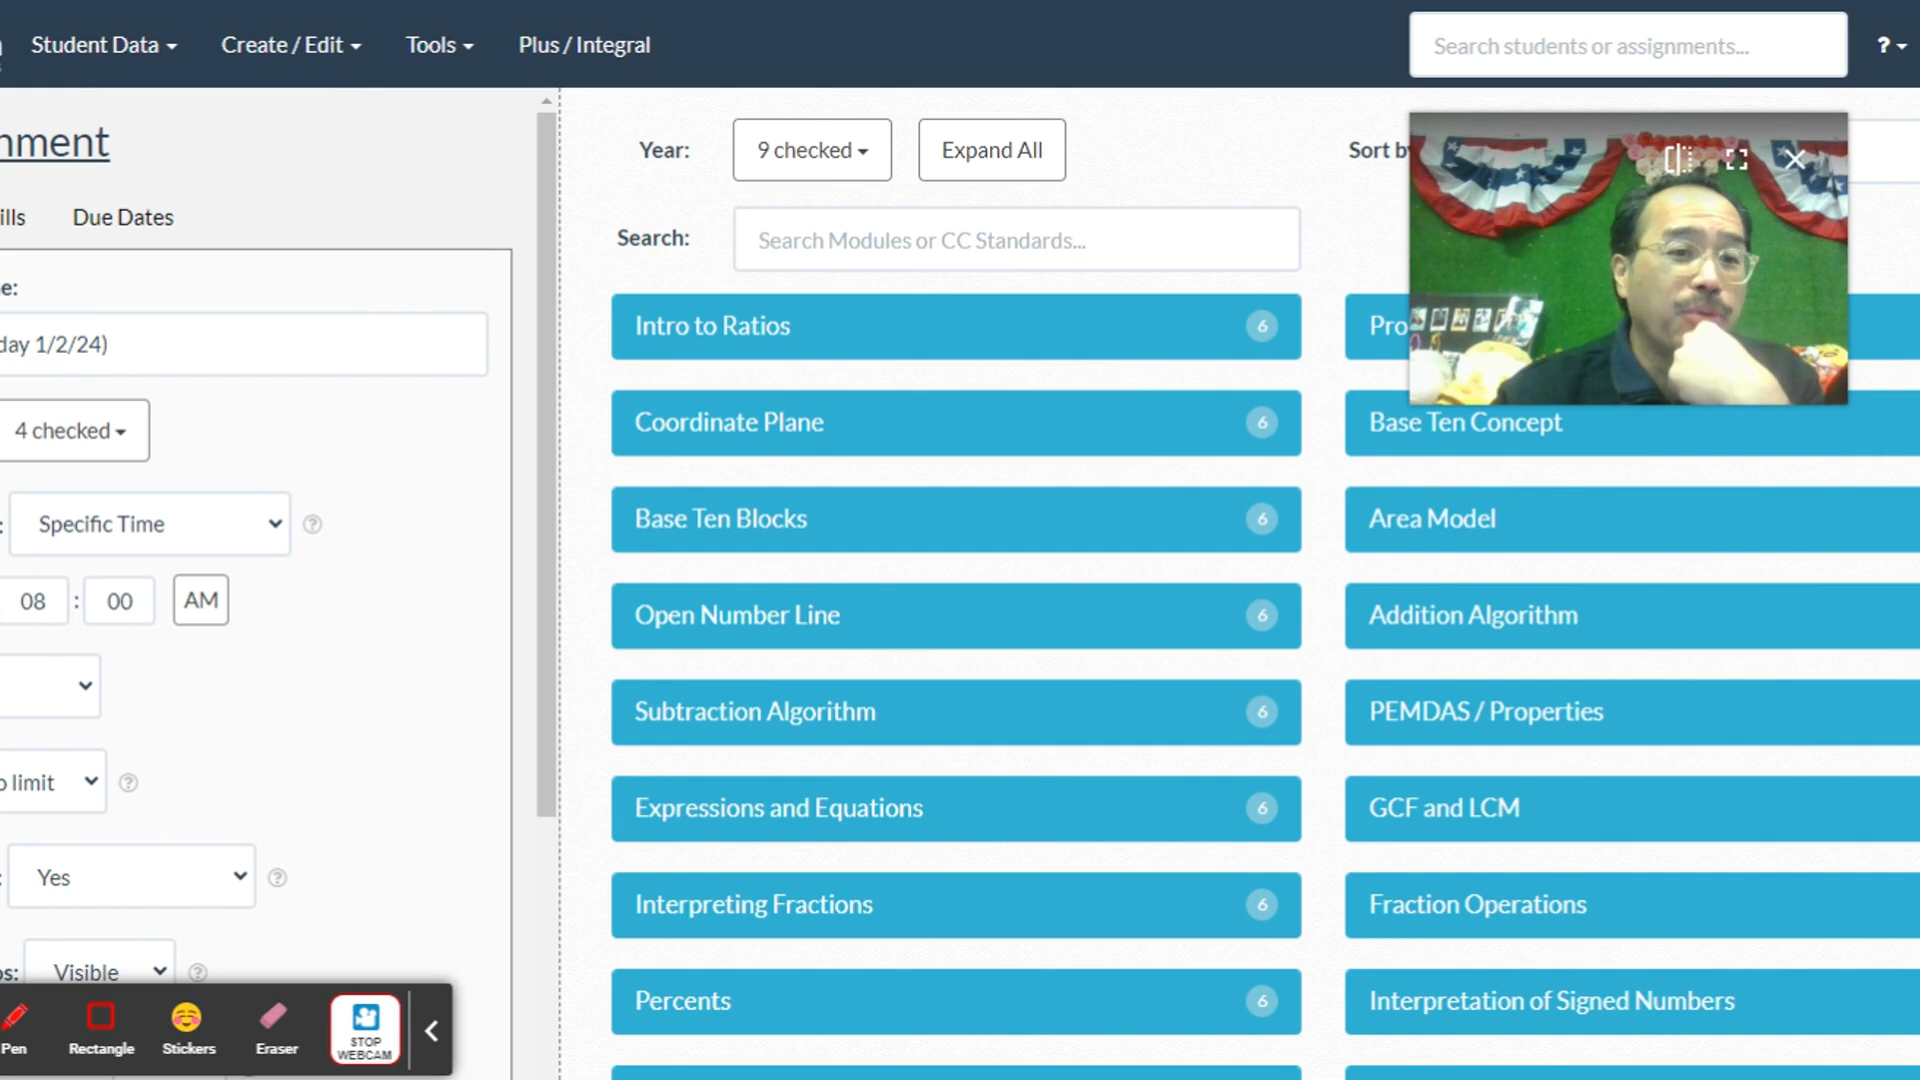 Student Data
Create / Edit
Tools
Plus / Integral
Search students or assignments...
?
nment
ills
Due Dates
e:
day 1/2/24)
4 checked
: Specific Time ?
08 : 00 AM
o limit ?
: Yes ?
os: Visible ?
Pen
Rectangle
Stickers
Eraser
STOP
WEBCAM
Year: 9 checked Expand All
Sort by
Search: Search Modules or CC Standards...
Intro to Ratios 6
Pro
Coordinate Plane 6
Base Ten Concept
Base Ten Blocks 6
Area Model
Open Number Line 6
Addition Algorithm
Subtraction Algorithm 6
PEMDAS / Properties
Expressions and Equations 6
GCF and LCM
Interpreting Fractions 6
Fraction Operations
Percents 6
Interpretation of Signed Numbers